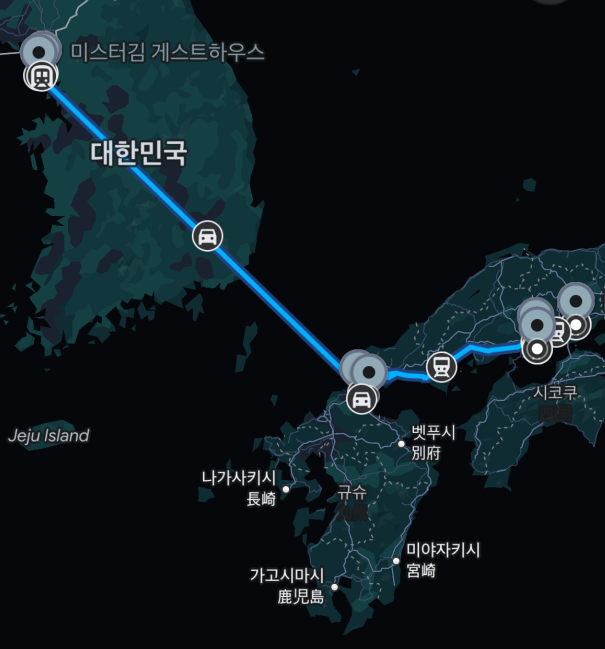 미스터김 게스트하우스
대한민국
시코쿠
Jeju Island
벳푸시
別府
나가사키시
長崎
규슈
미야자키시
宮崎
가고시마시
鹿児島